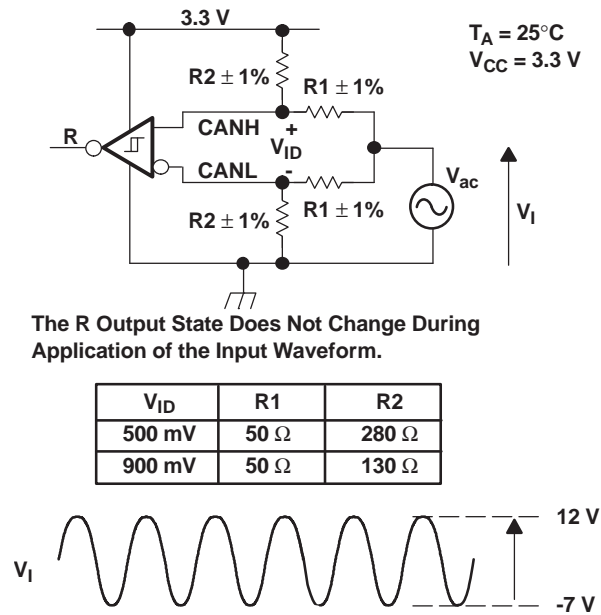 3.3 V
T_A = 25°C
V_CC = 3.3 V
R2 ± 1%
R1 ± 1%
R
CANH
+
V_ID
CANL
-
V_ac
V_I
R2 ± 1%
R1 ± 1%
The R Output State Does Not Change During
Application of the Input Waveform.
V_ID R1 R2
500 mV 50 Ω 280 Ω
900 mV 50 Ω 130 Ω
12 V
V_I
-7 V